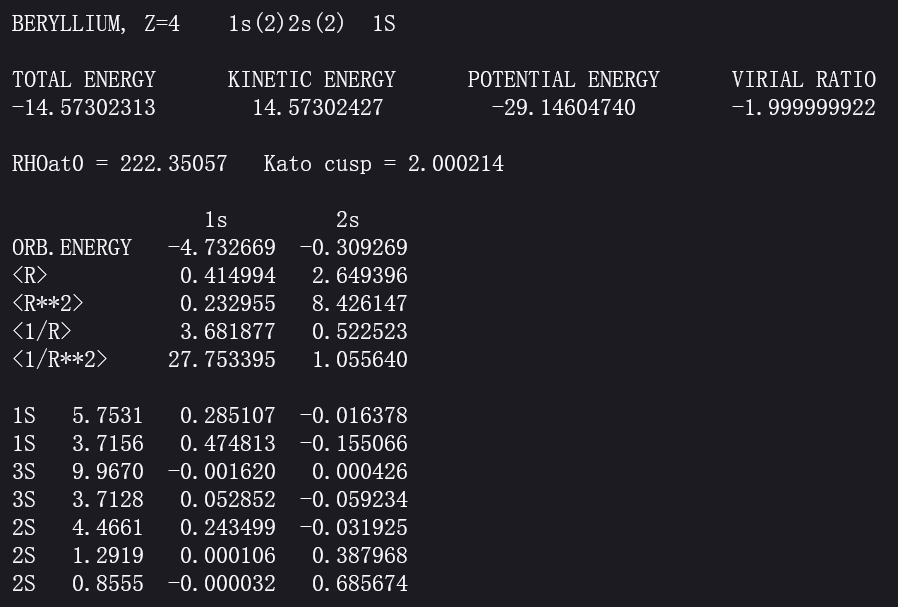 BERYLLIUM, Z=4    1s(2)2s(2)  1S
TOTAL ENERGY      KINETIC ENERGY      POTENTIAL ENERGY      VIRIAL RATIO
-14.57302313        14.57302427         -29.14604740        -1.999999922
RHOat0 = 222.35057   Kato cusp = 2.000214
                1s         2s
ORB.ENERGY   -4.732669  -0.309269
<R>           0.414994   2.649396
<R**2>        0.232955   8.426147
<1/R>         3.681877   0.522523
<1/R**2>     27.753395   1.055640
1S   5.7531   0.285107  -0.016378
1S   3.7156   0.474813  -0.155066
3S   9.9670  -0.001620   0.000426
3S   3.7128   0.052852  -0.059234
2S   4.4661   0.243499  -0.031925
2S   1.2919   0.000106   0.387968
2S   0.8555  -0.000032   0.685674